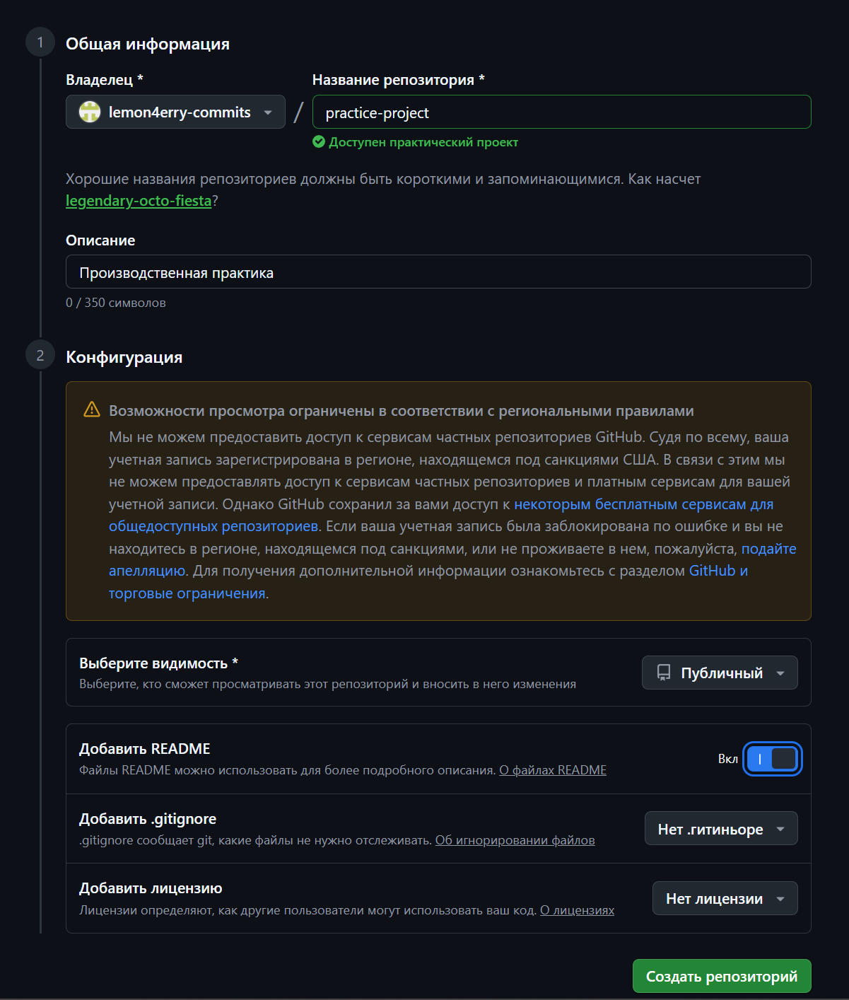 1
Общая информация
Владелец * Название репозитория *
lemon4erry-commits / practice-project
Доступен практический проект
Хорошие названия репозиториев должны быть короткими и запоминающимися. Как насчет
legendary-octo-fiesta?
Описание
Производственная практика
0 / 350 символов
2
Конфигурация
Возможности просмотра ограничены в соответствии с региональными правилами
Мы не можем предоставить доступ к сервисам частных репозиториев GitHub. Судя по всему, ваша
учетная запись зарегистрирована в регионе, находящемся под санкциями США. В связи с этим мы
не можем предоставлять доступ к сервисам частных репозиториев и платным сервисам для вашей
учетной записи. Однако GitHub сохранил за вами доступ к некоторым бесплатным сервисам для
общедоступных репозиториев. Если ваша учетная запись была заблокирована по ошибке и вы не
находитесь в регионе, находящемся под санкциями, или не проживаете в нем, пожалуйста, подайте
апелляцию. Для получения дополнительной информации ознакомьтесь с разделом GitHub и
торговые ограничения.
Выберите видимость *
Выберите, кто сможет просматривать этот репозиторий и вносить в него изменения
Публичный
Добавить README
Файлы README можно использовать для более подробного описания. О файлах README
Вкл
Добавить .gitignore
.gitignore сообщает git, какие файлы не нужно отслеживать. Об игнорировании файлов
Нет .гитиньоре
Добавить лицензию
Лицензии определяют, как другие пользователи могут использовать ваш код. О лицензиях
Нет лицензии
Создать репозиторий